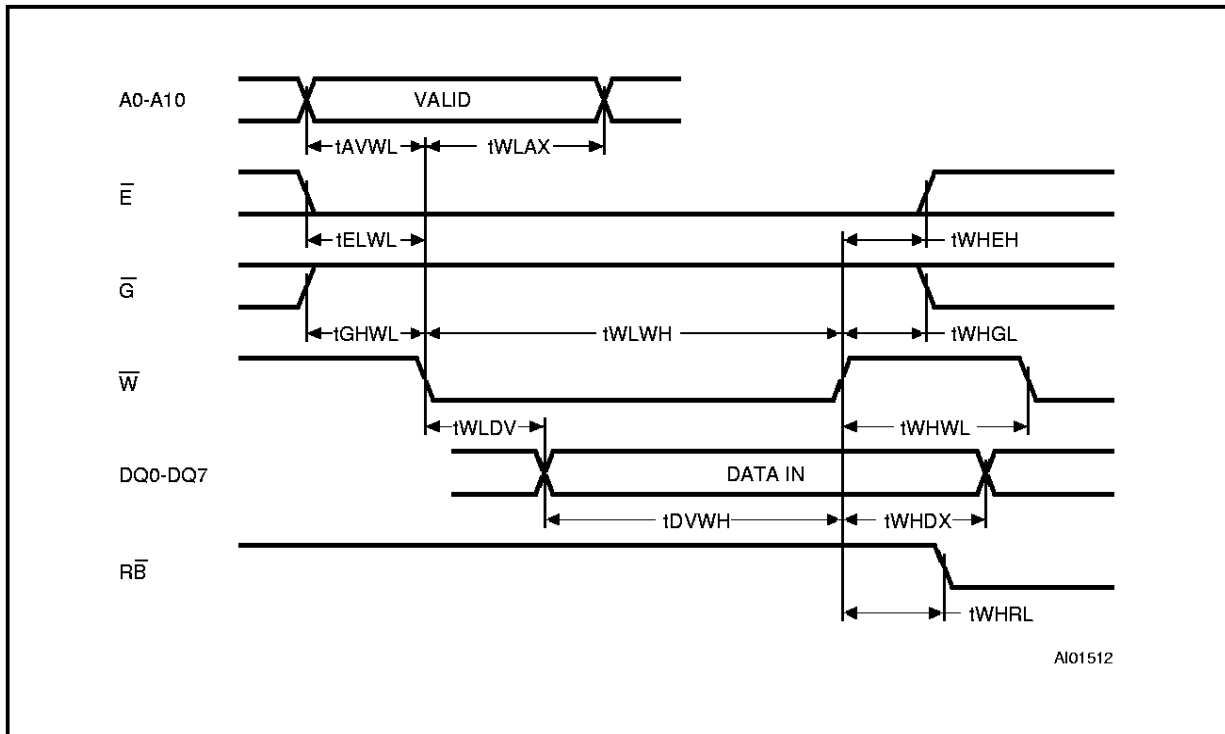 A0-A10 VALID
tAVWL tWLAX
E̅
tELWL tWHEH
G̅
tGHWL tWLWH tWHGL
W̅
tWLDV tWHWL
DQ0-DQ7 DATA IN
tDVWH tWHDX
RB̅
tWHRL
AI01512